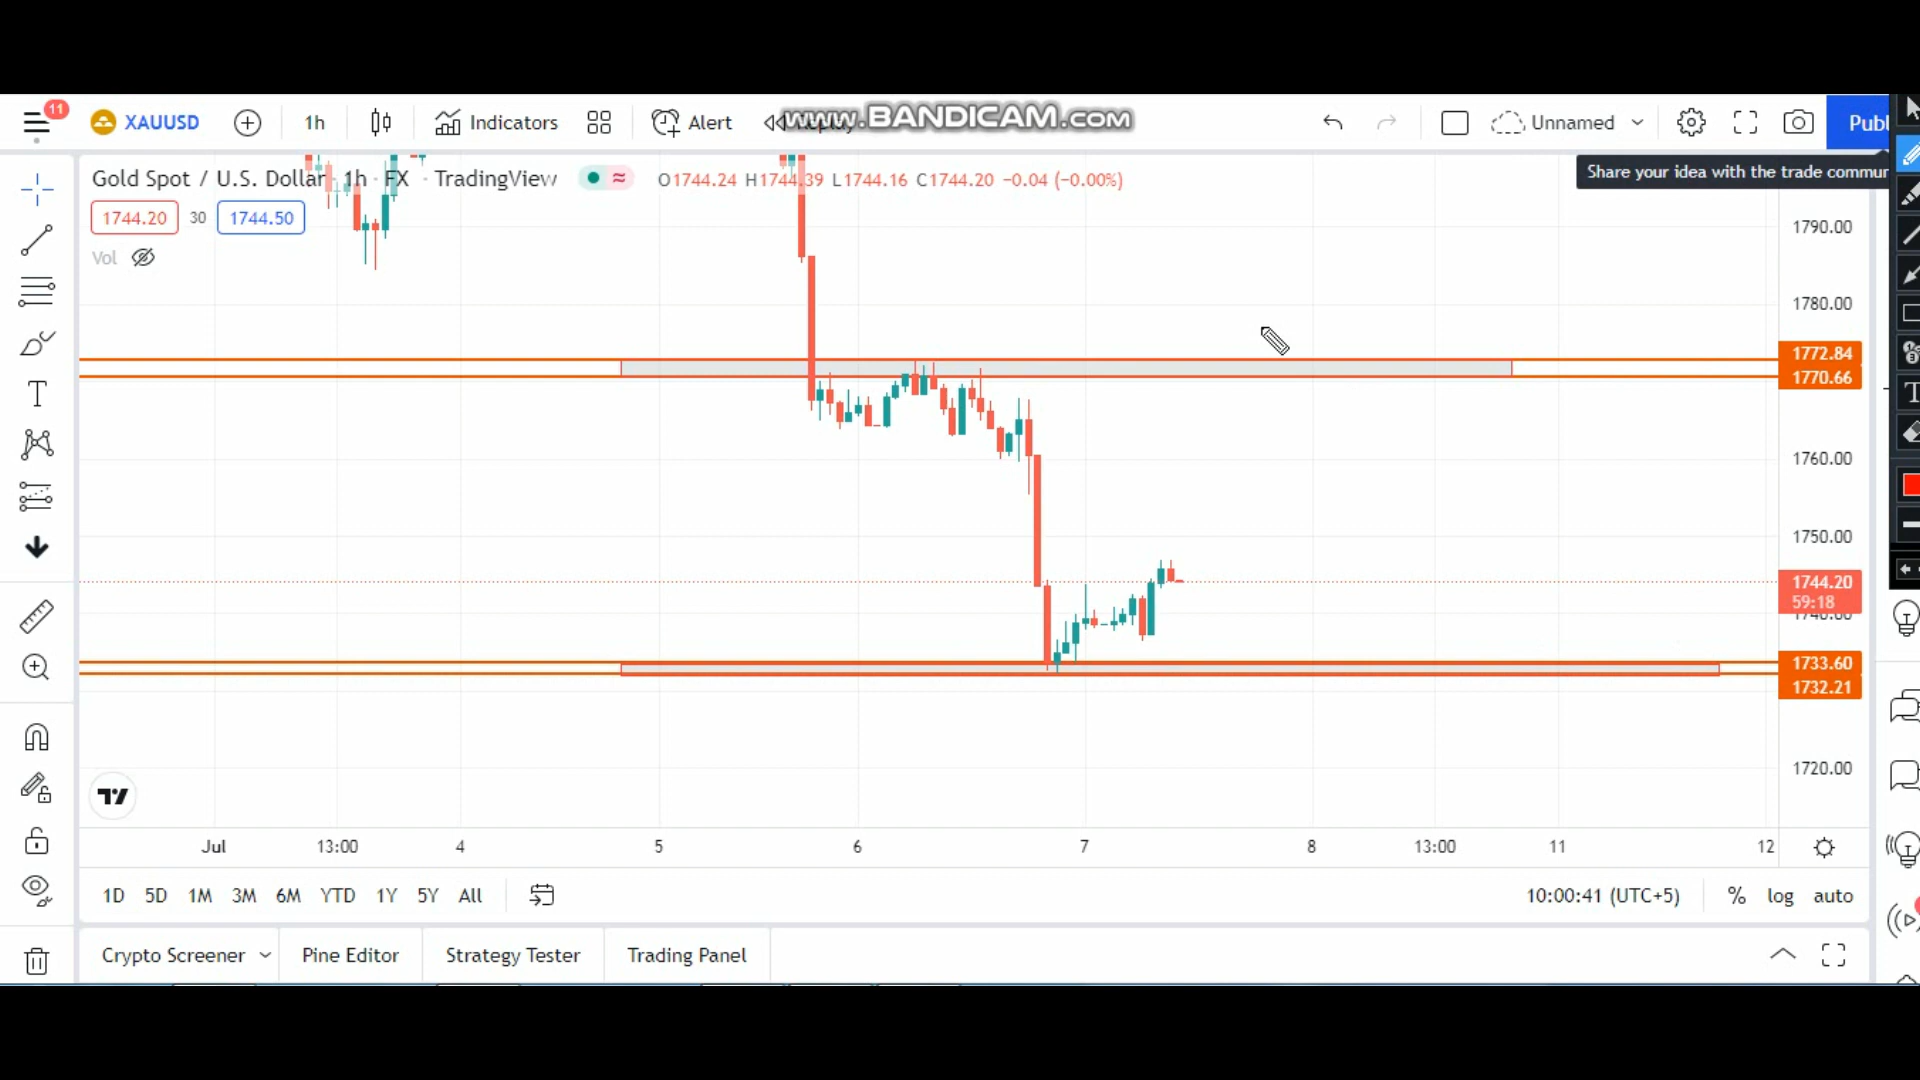 11
XAUUSD
1h
Indicators
Alert
www.BANDICAM.com
Unnamed
Publ
Share your idea with the trade commun
Gold Spot / U.S. Dollar · 1h · FX · TradingView
O1744.24 H1744.39 L1744.16 C1744.20 −0.04 (−0.00%)
1744.20 30 1744.50
Vol
1790.00
1780.00
1772.84
1770.66
1760.00
1750.00
1744.20
59:18
1740.00
1733.60
1732.21
1720.00
Jul 13:00 4 5 6 7 8 13:00 11 12
1D 5D 1M 3M 6M YTD 1Y 5Y All
10:00:41 (UTC+5)
% log auto
Crypto Screener
Pine Editor
Strategy Tester
Trading Panel